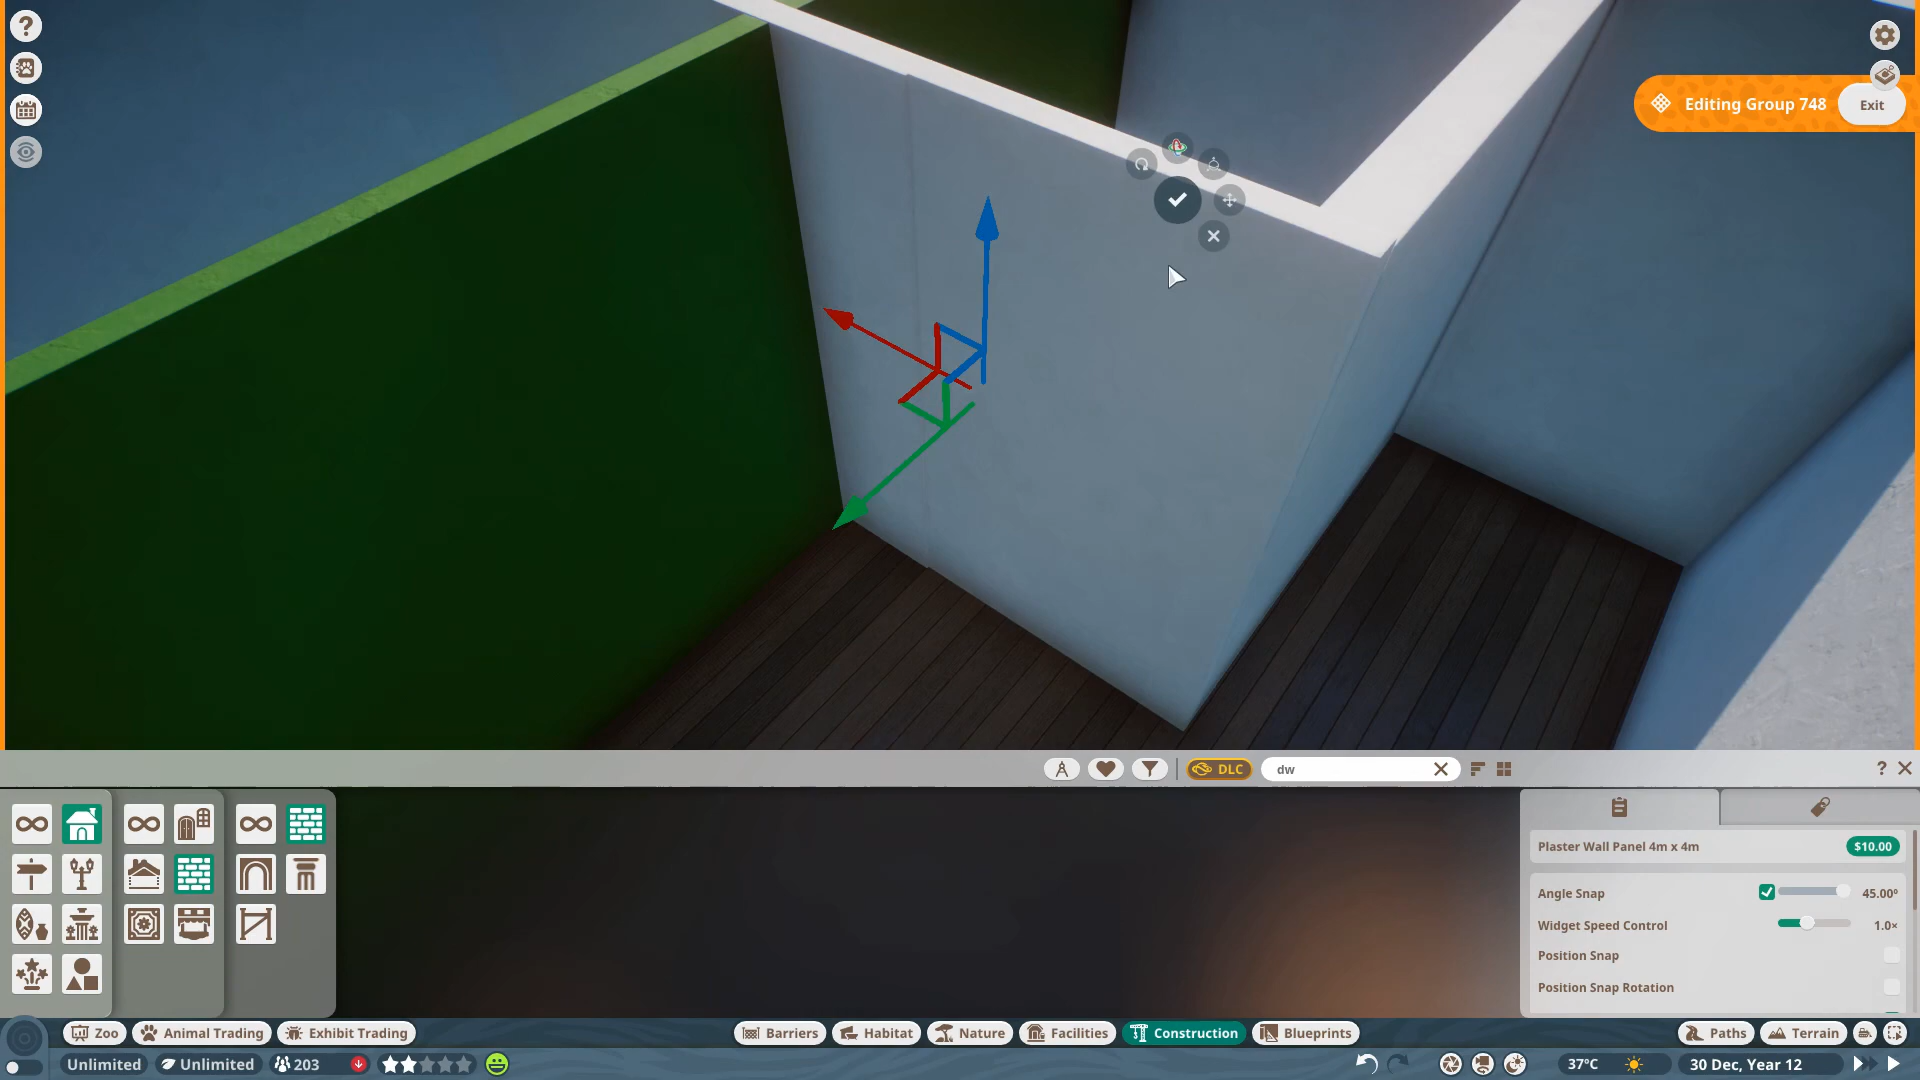 ?
Editing Group 748
Exit
DLC
dw
?
Plaster Wall Panel 4m x 4m
$10.00
Angle Snap
45.00°
Widget Speed Control
1.0×
Position Snap
Position Snap Rotation
Zoo
Animal Trading
Exhibit Trading
Barriers
Habitat
Nature
Facilities
Construction
Blueprints
Paths
Terrain
Unlimited
Unlimited
203
37°C
30 Dec, Year 12